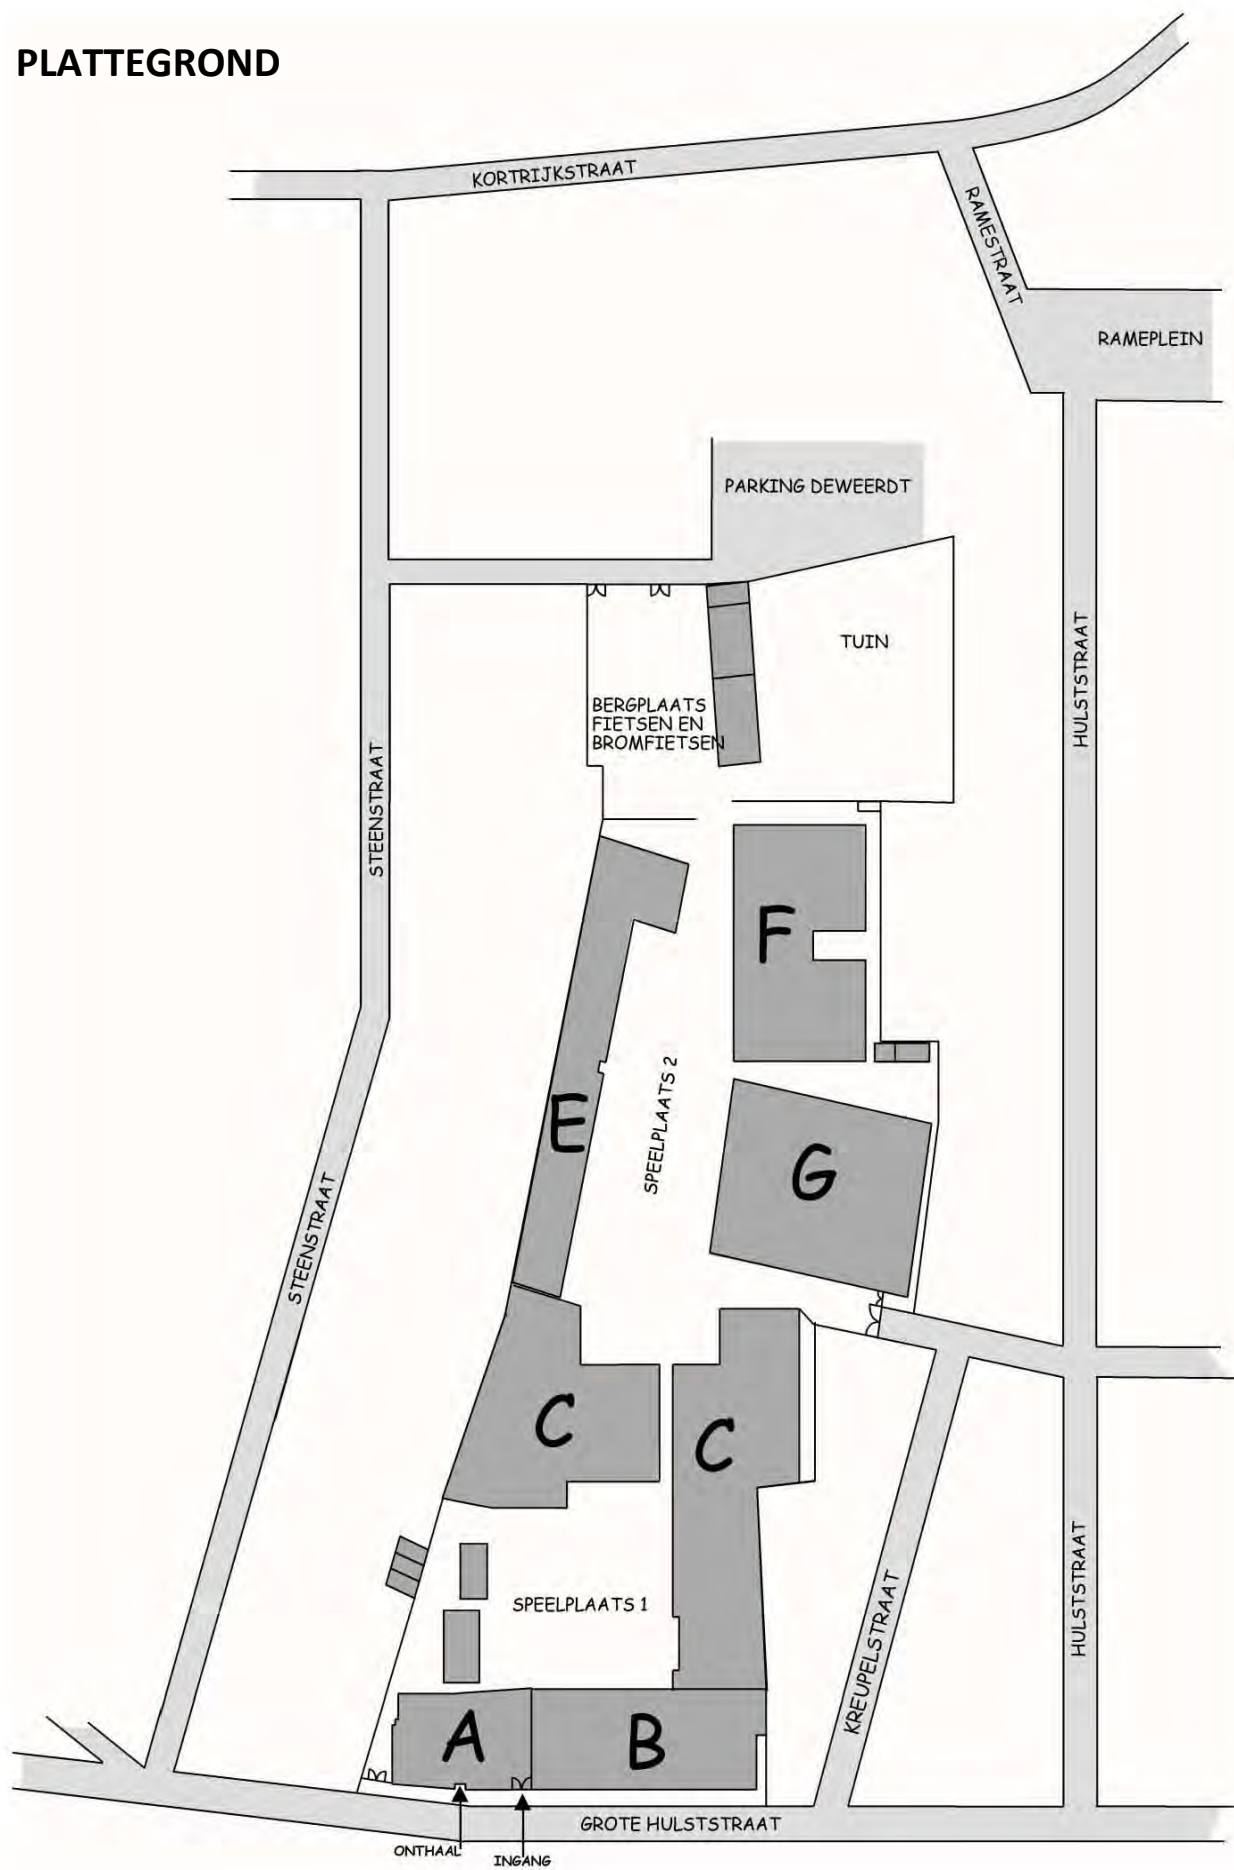 PLATTEGROND
KORTRIJKSTRAAT
RAMESTRAAT
RAMEPLEIN
PARKING DEWEERDT
TUIN
HULSTSTRAAT
BERGPLAATS
FIETSEN EN
BROMFIETSEN
STEENSTRAAT
F
SPEELPLAATS 2
E
G
STEENSTRAAT
C
C
SPEELPLAATS 1
HULSTSTRAAT
KREUPELSTRAAT
A
B
GROTE HULSTSTRAAT
ONTHAAL
INGANG